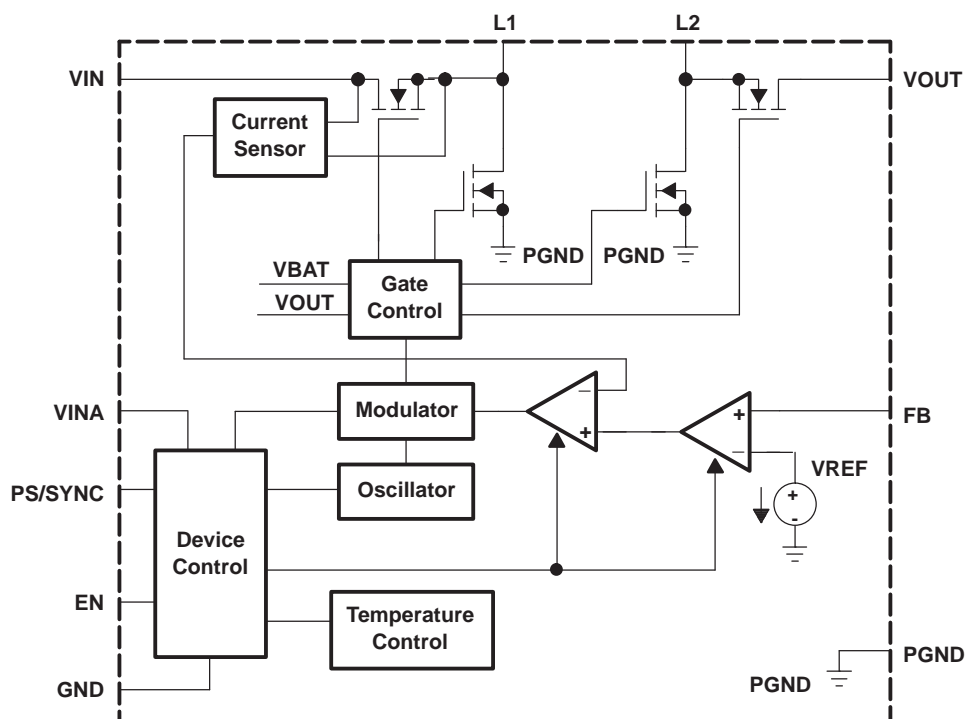 L1
L2
VIN
VOUT
Current
Sensor
PGND
PGND
VBAT
VOUT
Gate
Control
VINA
Modulator
−
+
+
−
FB
VREF
+
-
PS/SYNC
Oscillator
Device
Control
EN
Temperature
Control
GND
PGND
PGND